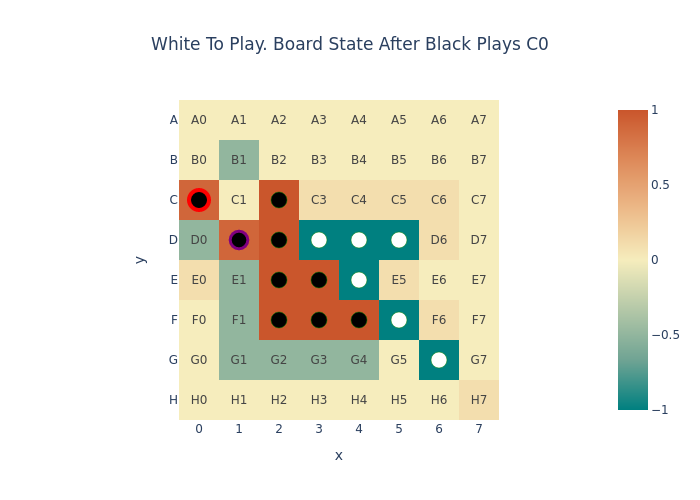 White To Play. Board State After Black Plays C0
A A0 A1 A2 A3 A4 A5 A6 A7
B B0 B1 B2 B3 B4 B5 B6 B7
C C1 C3 C4 C5 C6 C7
D D0 D6 D7
E E0 E1 E5 E6 E7
F F0 F1 F6 F7
G G0 G1 G2 G3 G4 G5 G7
H H0 H1 H2 H3 H4 H5 H6 H7
0 1 2 3 4 5 6 7
x
y
1
0.5
0
−0.5
−1